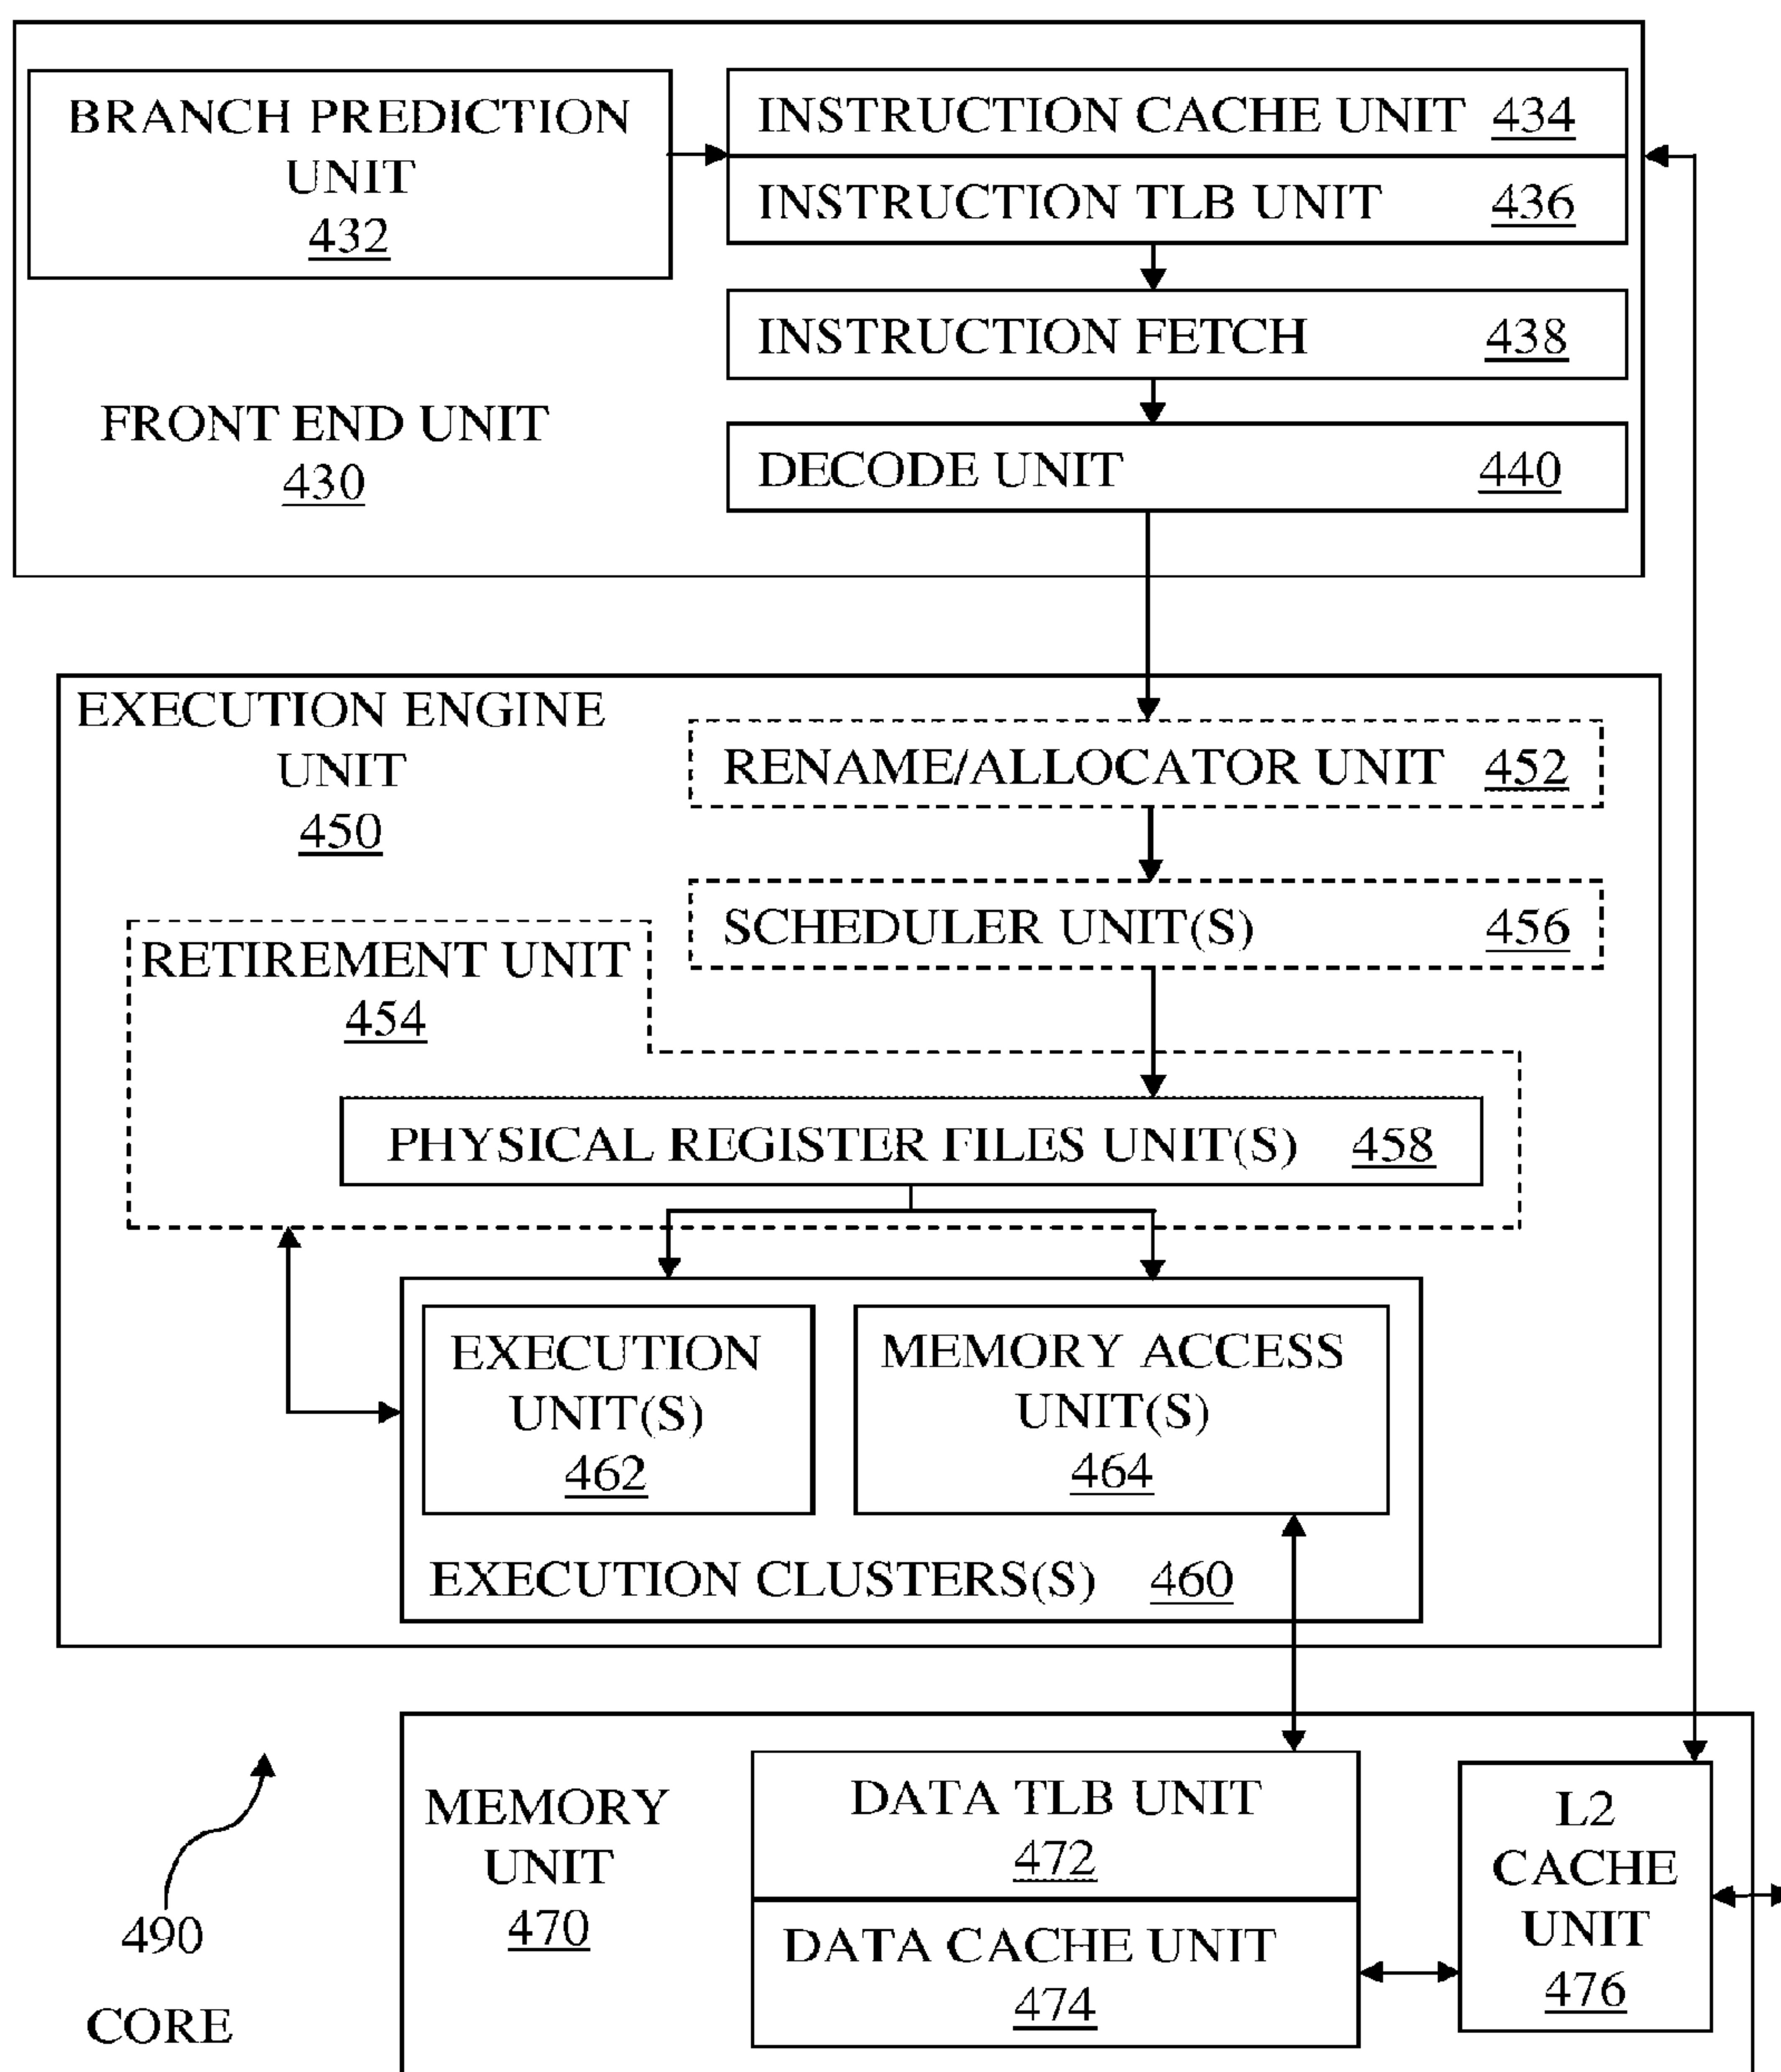 BRANCH PREDICTION
UNIT
432
INSTRUCTION CACHE UNIT 434
INSTRUCTION TLB UNIT 436
INSTRUCTION FETCH 438
FRONT END UNIT
430
DECODE UNIT 440
EXECUTION ENGINE
UNIT
450
RENAME/ALLOCATOR UNIT 452
SCHEDULER UNIT(S) 456
RETIREMENT UNIT
454
PHYSICAL REGISTER FILES UNIT(S) 458
EXECUTION
UNIT(S)
462
MEMORY ACCESS
UNIT(S)
464
EXECUTION CLUSTERS(S) 460
MEMORY
UNIT
470
DATA TLB UNIT
472
DATA CACHE UNIT
474
L2
CACHE
UNIT
476
490
CORE